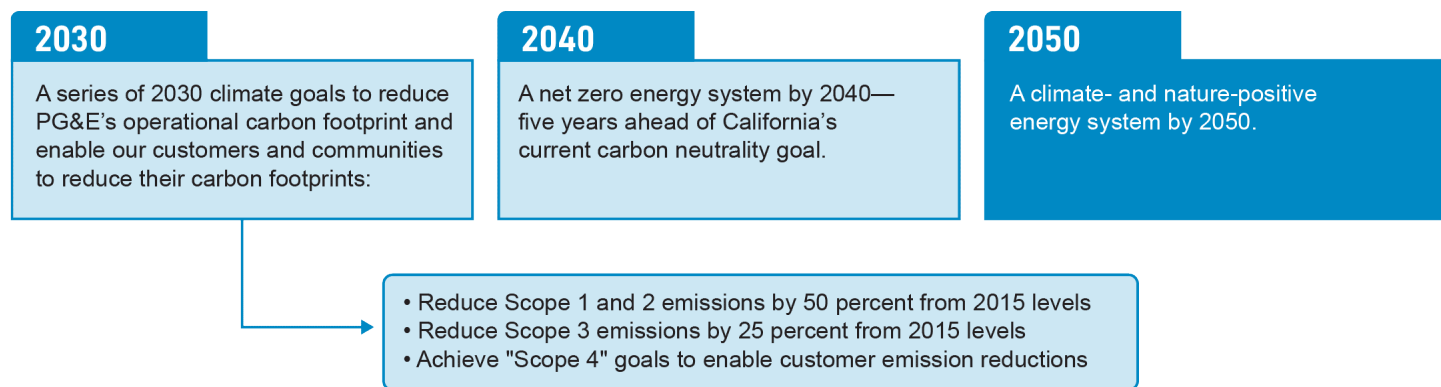 2030
A series of 2030 climate goals to reduce
PG&E's operational carbon footprint and
enable our customers and communities
to reduce their carbon footprints:
2040
A net zero energy system by 2040—
five years ahead of California's
current carbon neutrality goal.
2050
A climate- and nature-positive
energy system by 2050.
• Reduce Scope 1 and 2 emissions by 50 percent from 2015 levels
• Reduce Scope 3 emissions by 25 percent from 2015 levels
• Achieve "Scope 4" goals to enable customer emission reductions